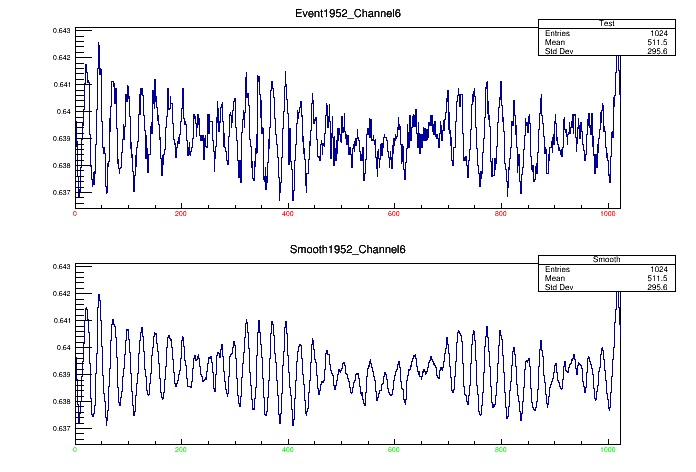 Event1952_Channel6
Test
Entries 1024
Mean 511.5
Std Dev 295.6
0.643
0.642
0.641
0.64
0.639
0.638
0.637
0 200 400 600 800 1000
Smooth1952_Channel6
Smooth
Entries 1024
Mean 511.5
Std Dev 295.6
0.643
0.642
0.641
0.64
0.639
0.638
0.637
0 200 400 600 800 1000